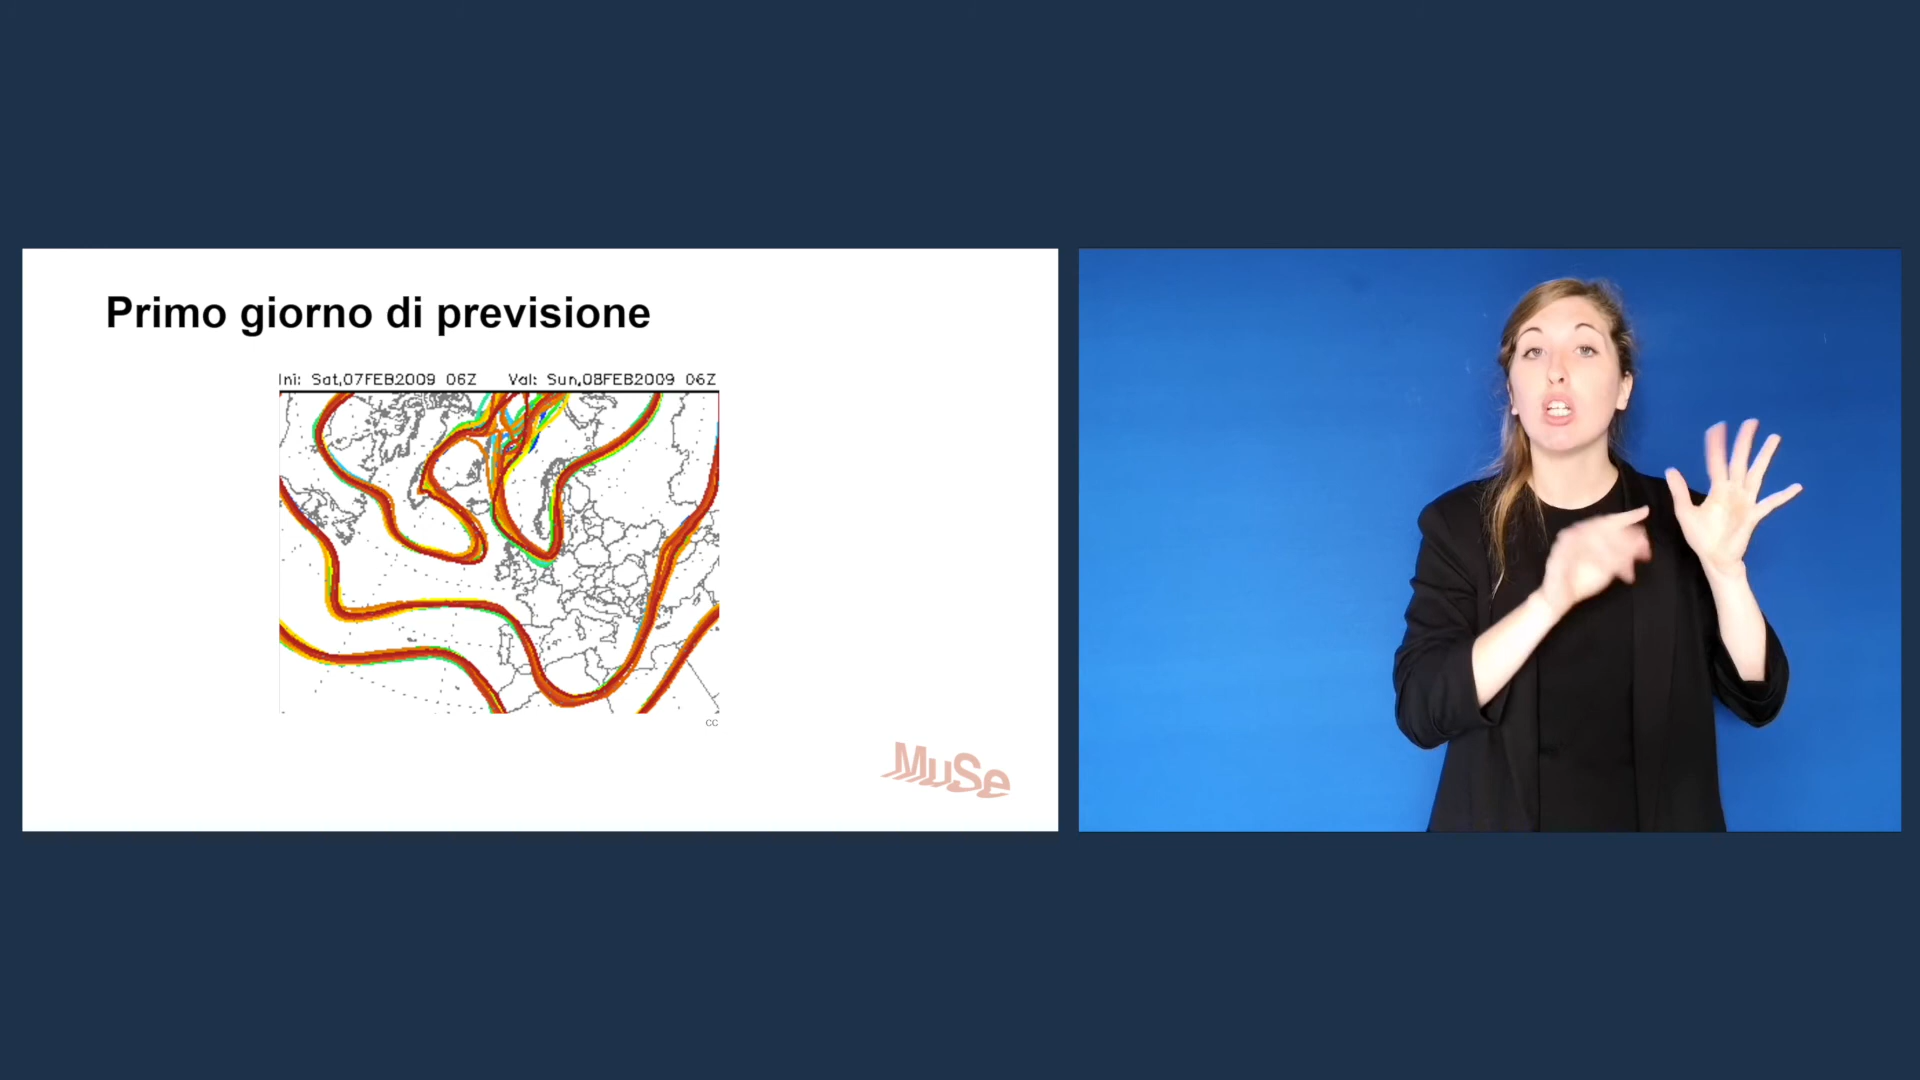 Primo giorno di previsione
Ini: Sat,07FEB2009 06Z Val: Sun,08FEB2009 06Z
CC
MuSe